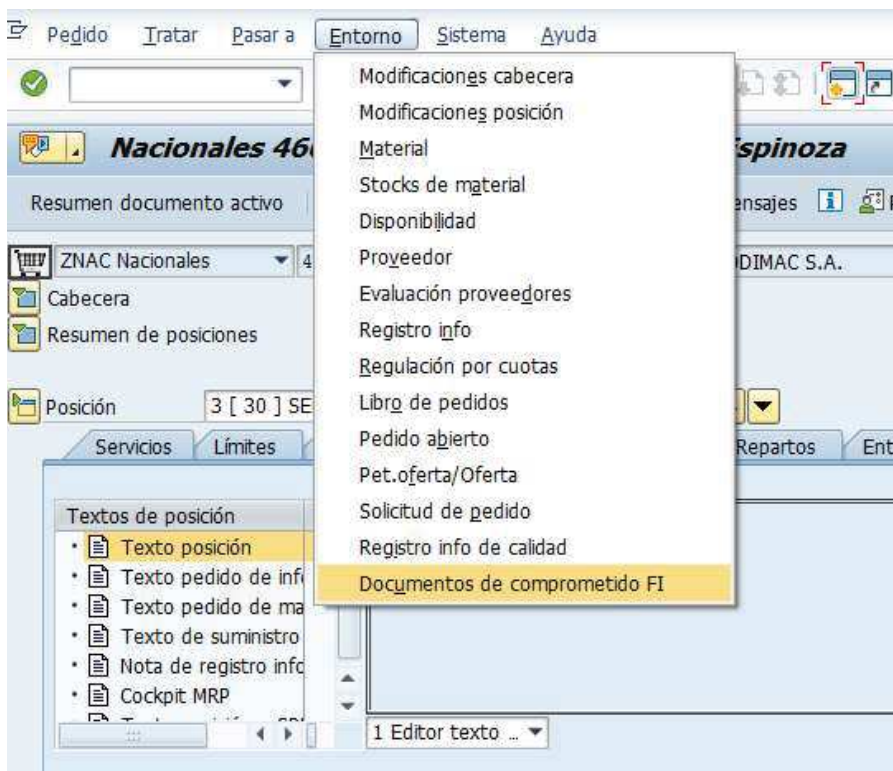 Pedido Tratar Pasar a Entorno Sistema Ayuda
Modificaciones cabecera
Modificaciones posición
Material
Stocks de material
Disponibilidad
Proveedor
Evaluación proveedores
Registro info
Regulación por cuotas
Libro de pedidos
Pedido abierto
Pet.oferta/Oferta
Solicitud de pedido
Registro info de calidad
Documentos de comprometido FI
Nacionales 46 spinoza
Resumen documento activo ensajes
ZNAC Nacionales 4 DIMAC S.A.
Cabecera
Resumen de posiciones
Posición 3 [ 30 ] SE
Servicios Límites Repartos Ent
Textos de posición
Texto posición
Texto pedido de info
Texto pedido de ma
Texto de suministro
Nota de registro info
Cockpit MRP
1 Editor texto ...